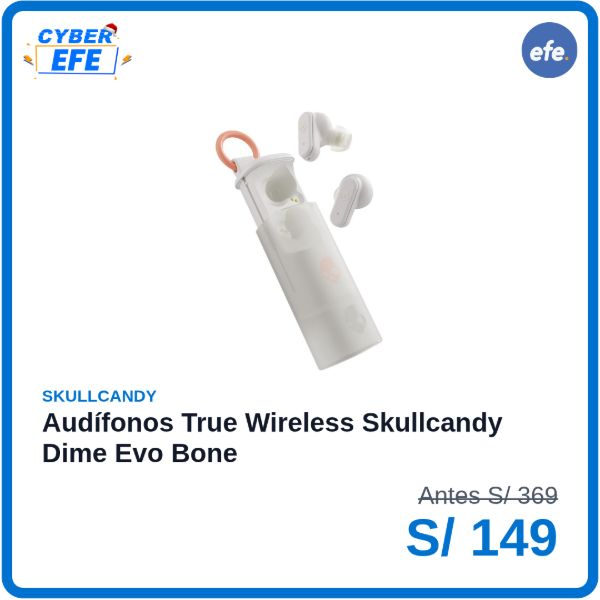 CYBER
EFE
efe.
SKULLCANDY
Audífonos True Wireless Skullcandy
Dime Evo Bone
Antes S/ 369
S/ 149